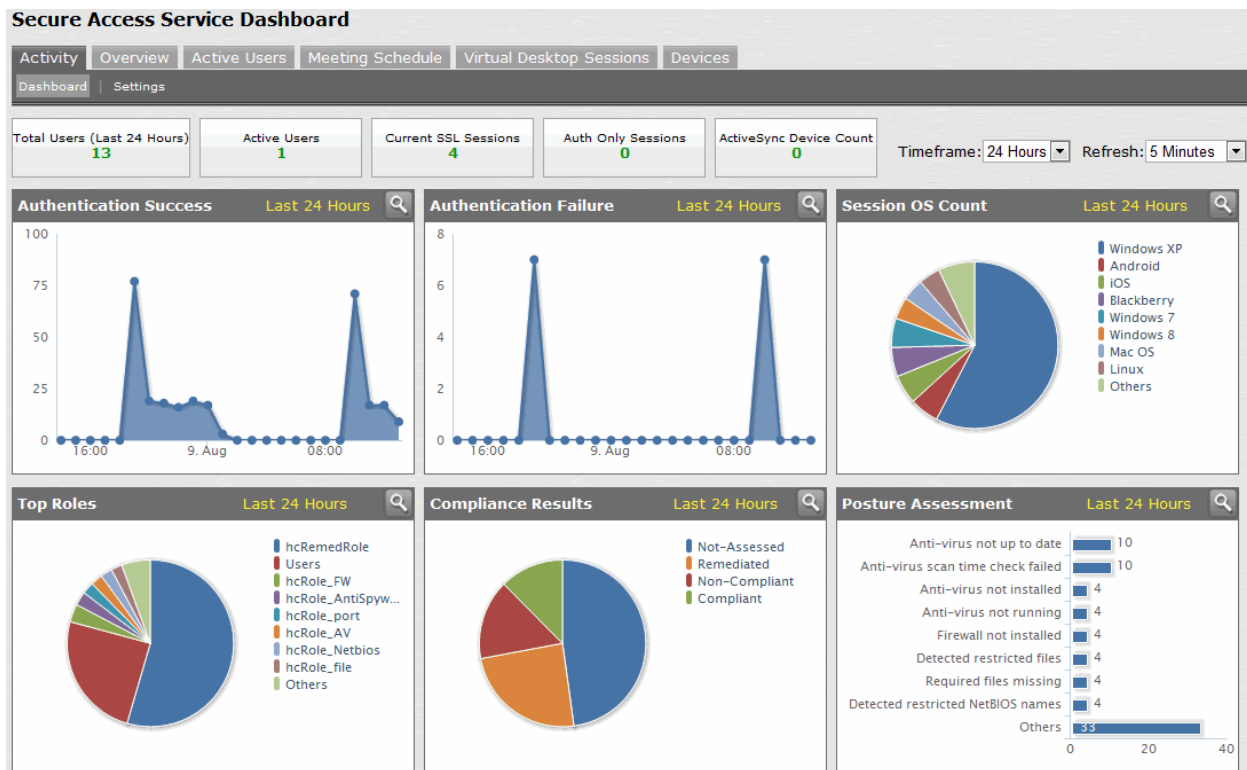 Secure Access Service Dashboard
Activity Overview Active Users Meeting Schedule Virtual Desktop Sessions Devices
Dashboard | Settings
Total Users (Last 24 Hours)
13
Active Users
1
Current SSL Sessions
4
Auth Only Sessions
0
ActiveSync Device Count
0
Timeframe: 24 Hours Refresh: 5 Minutes
Authentication Success Last 24 Hours
100
75
50
25
0
16:00 9. Aug 08:00
Authentication Failure Last 24 Hours
8
6
4
2
0
16:00 9. Aug 08:00
Session OS Count Last 24 Hours
Windows XP
Android
iOS
Blackberry
Windows 7
Windows 8
Mac OS
Linux
Others
Top Roles Last 24 Hours
hcRemedRole
Users
hcRole_FW
hcRole_AntiSpyw...
hcRole_port
hcRole_AV
hcRole_Netbios
hcRole_file
Others
Compliance Results Last 24 Hours
Not-Assessed
Remediated
Non-Compliant
Compliant
Posture Assessment Last 24 Hours
Anti-virus not up to date 10
Anti-virus scan time check failed 10
Anti-virus not installed 4
Anti-virus not running 4
Firewall not installed 4
Detected restricted files 4
Required files missing 4
Detected restricted NetBIOS names 4
Others 33
0 20 40